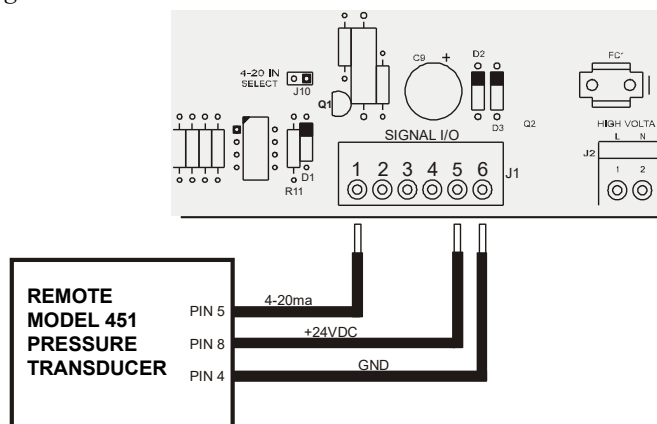 g
4-20 IN
SELECT
J10
Q1
C9
+
D2
D3
Q2
HIGH VOLTA
L N
J2
1 2
SIGNAL I/O
1 2 3 4 5 6
J1
D1
R11
REMOTE
MODEL 451
PRESSURE
TRANSDUCER
PIN 5
4-20ma
PIN 8
+24VDC
PIN 4
GND